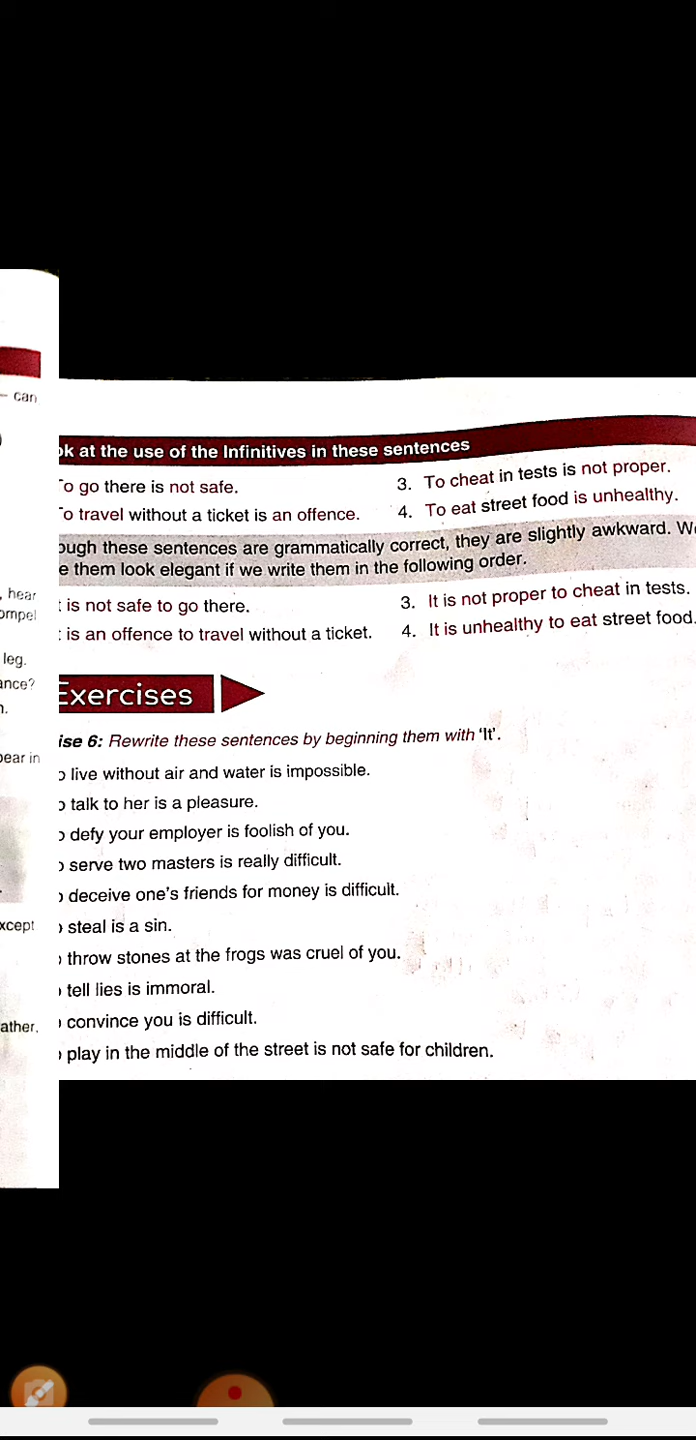 – can
, hear
ompel
leg.
ance?
n.
pear in
.
xcept
ather.
ok at the use of the Infinitives in these sentences
To go there is not safe.
3. To cheat in tests is not proper.
To travel without a ticket is an offence.
4. To eat street food is unhealthy.
ough these sentences are grammatically correct, they are slightly awkward. We
e them look elegant if we write them in the following order.
t is not safe to go there.
3. It is not proper to cheat in tests.
t is an offence to travel without a ticket.
4. It is unhealthy to eat street food.
Exercises
ise 6: Rewrite these sentences by beginning them with 'It'.
o live without air and water is impossible.
o talk to her is a pleasure.
o defy your employer is foolish of you.
o serve two masters is really difficult.
o deceive one's friends for money is difficult.
o steal is a sin.
o throw stones at the frogs was cruel of you.
o tell lies is immoral.
o convince you is difficult.
o play in the middle of the street is not safe for children.